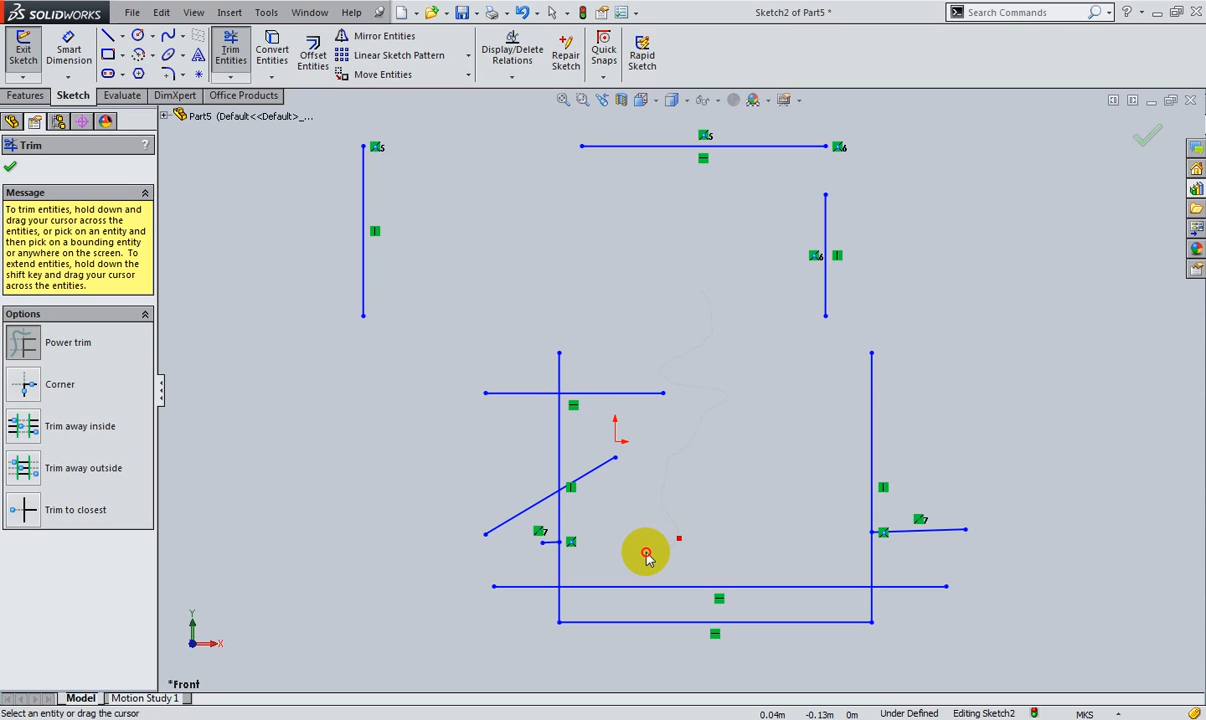 SOLIDWORKS
File
Edit
View
Insert
Tools
Window
Help
Sketch2 of Part5 *
Search Commands
Exit
Sketch
Smart
Dimension
Trim
Entities
Convert
Entities
Offset
Entities
Mirror Entities
Linear Sketch Pattern
Move Entities
Display/Delete
Relations
Repair
Sketch
Quick
Snaps
Rapid
Sketch
Features
Sketch
Evaluate
DimXpert
Office Products
Part5 (Default<<Default>_...
Trim
?
Message
To trim entities, hold down and
drag your cursor across the
entities, or pick on an entity and
then pick on a bounding entity
or anywhere on the screen. To
extend entities, hold down the
shift key and drag your cursor
across the entities.
Options
Power trim
Corner
Trim away inside
Trim away outside
Trim to closest
5
5
6
6
7
7
Y
X
*Front
Model
Motion Study 1
Select an entity or drag the cursor
0.04m
-0.13m
0m
Under Defined
Editing Sketch2
MKS